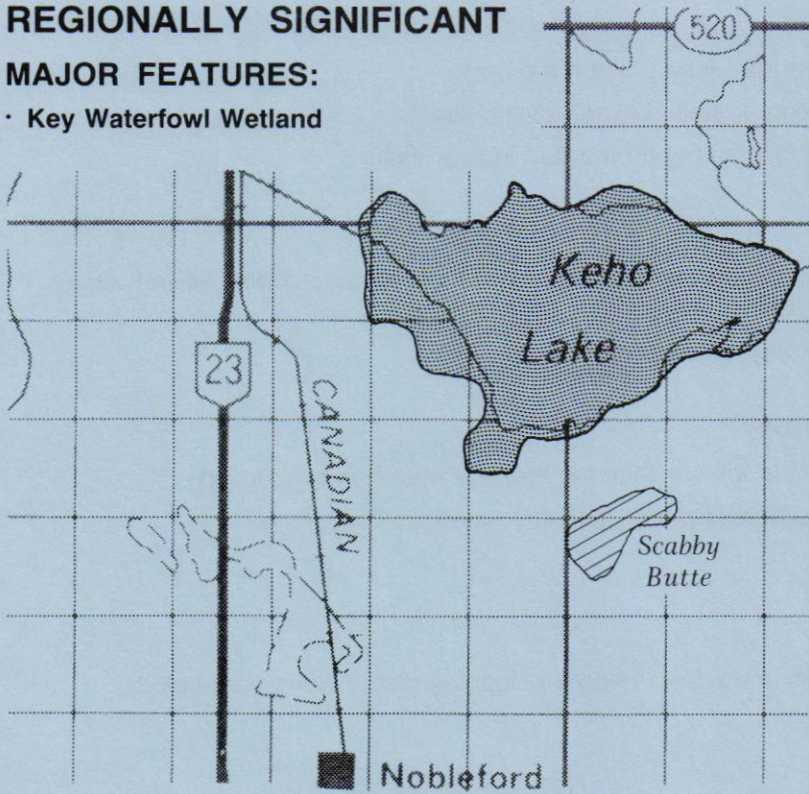 REGIONALLY SIGNIFICANT
520
MAJOR FEATURES:
· Key Waterfowl Wetland
Keho
Lake
23
CANADIAN
Scabby
Butte
Nobleford